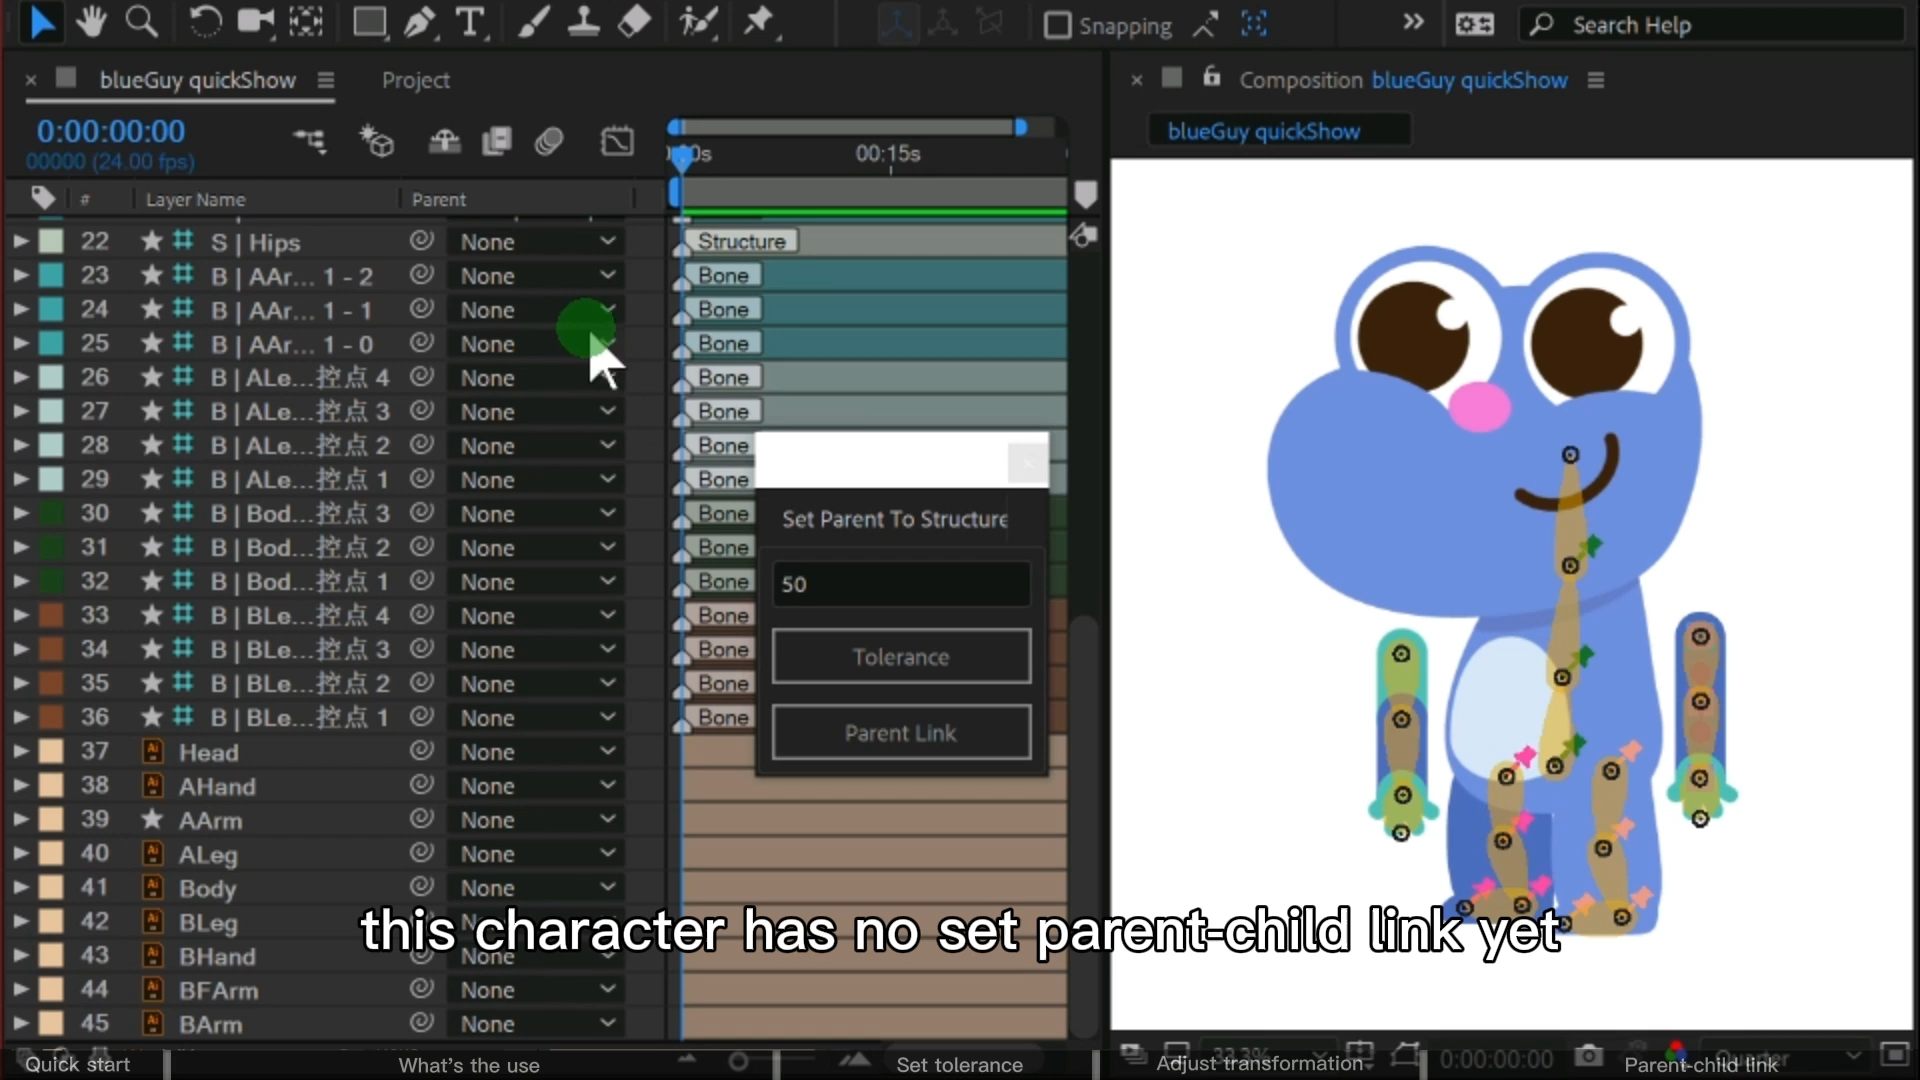 Snapping
Search Help
blueGuy quickShow
Project
Composition blueGuy quickShow
0:00:00:00
00000 (24.00 fps)
blueGuy quickShow
00:15s
# Layer Name Parent
22 S | Hips None Structure
23 B | AAr... 1 - 2 None Bone
24 B | AAr... 1 - 1 None Bone
25 B | AAr... 1 - 0 None Bone
26 B | ALe...控点 4 None Bone
27 B | ALe...控点 3 None Bone
28 B | ALe...控点 2 None Bone
29 B | ALe...控点 1 None Bone
30 B | Bod...控点 3 None Bone
31 B | Bod...控点 2 None Bone
32 B | Bod...控点 1 None Bone
33 B | BLe...控点 4 None Bone
34 B | BLe...控点 3 None Bone
35 B | BLe...控点 2 None Bone
36 B | BLe...控点 1 None Bone
37 Head None
38 AHand None
39 AArm None
40 ALeg None
41 Body None
42 BLeg None
43 BHand None
44 BFArm None
45 BArm None
Set Parent To Structure
50
Tolerance
Parent Link
this character has no set parent-child link yet
0:00:00:00
Quick start
What's the use
Set tolerance
Adjust transformation
Parent-child link